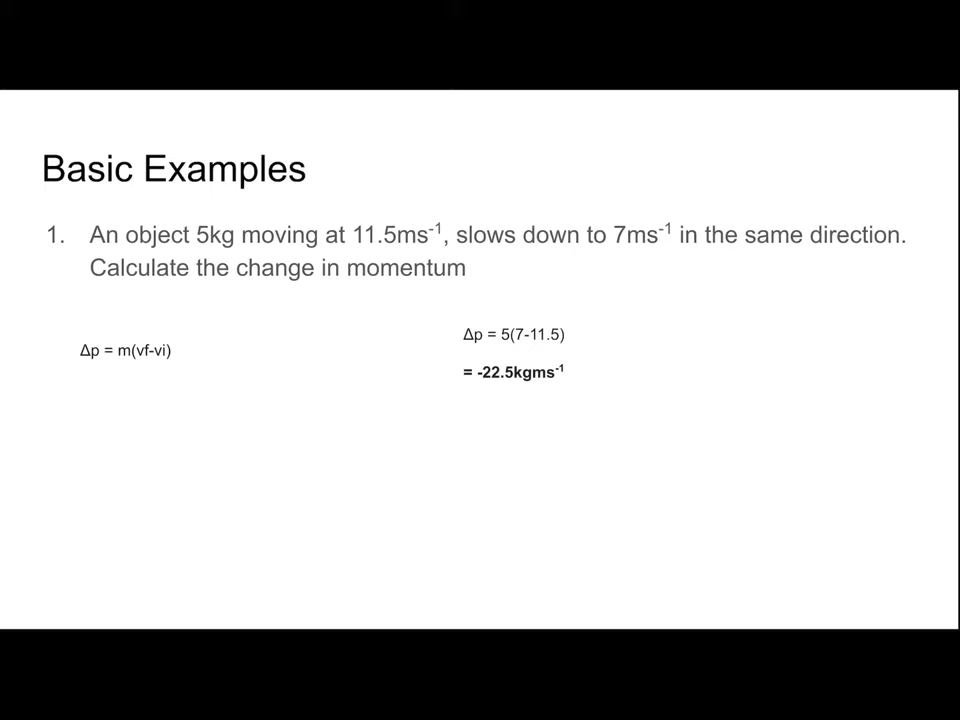 Basic Examples
1. An object 5kg moving at 11.5ms⁻¹, slows down to 7ms⁻¹ in the same direction.
Calculate the change in momentum
Δp = m(vf-vi)
Δp = 5(7-11.5)
= -22.5kgms⁻¹